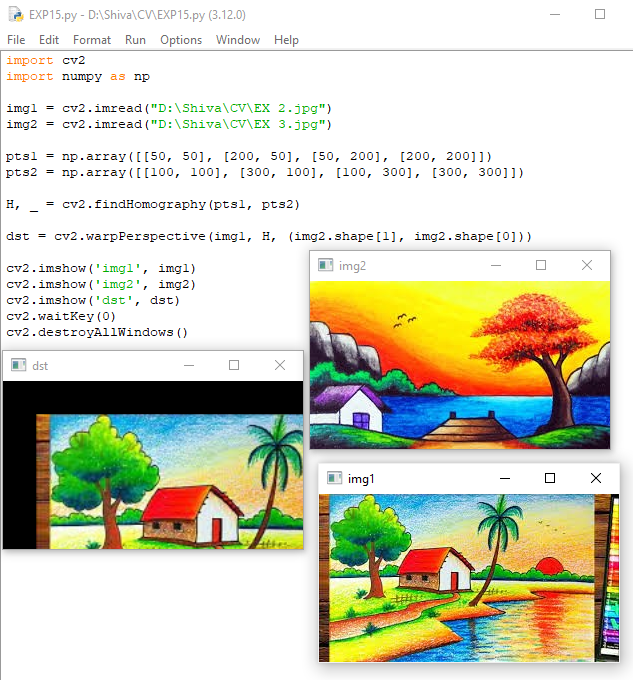 EXP15.py - D:\Shiva\CV\EXP15.py (3.12.0)
File Edit Format Run Options Window Help
import cv2
import numpy as np
img1 = cv2.imread("D:\Shiva\CV\EX 2.jpg")
img2 = cv2.imread("D:\Shiva\CV\EX 3.jpg")
pts1 = np.array([[50, 50], [200, 50], [50, 200], [200, 200]])
pts2 = np.array([[100, 100], [300, 100], [100, 300], [300, 300]])
H, _ = cv2.findHomography(pts1, pts2)
dst = cv2.warpPerspective(img1, H, (img2.shape[1], img2.shape[0]))
cv2.imshow('img1', img1)
cv2.imshow('img2', img2)
cv2.imshow('dst', dst)
cv2.waitKey(0)
cv2.destroyAllWindows()
img2
dst
img1